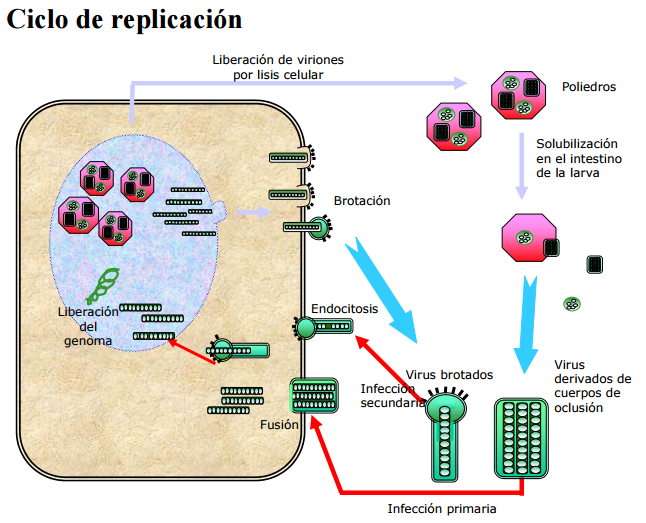 Ciclo de replicación
Liberación de viriones
por lisis celular
Poliedros
Solubilización
en el intestino
de la larva
Brotación
Endocitosis
Liberación
del
genoma
Virus brotados
Infección
secundaria
Virus
derivados de
cuerpos de
oclusión
Fusión
Infección primaria